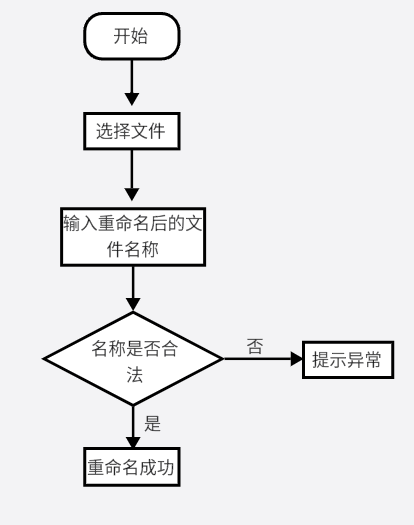 开始
选择文件
输入重命名后的文
件名称
名称是否合
法
否
提示异常
是
重命名成功